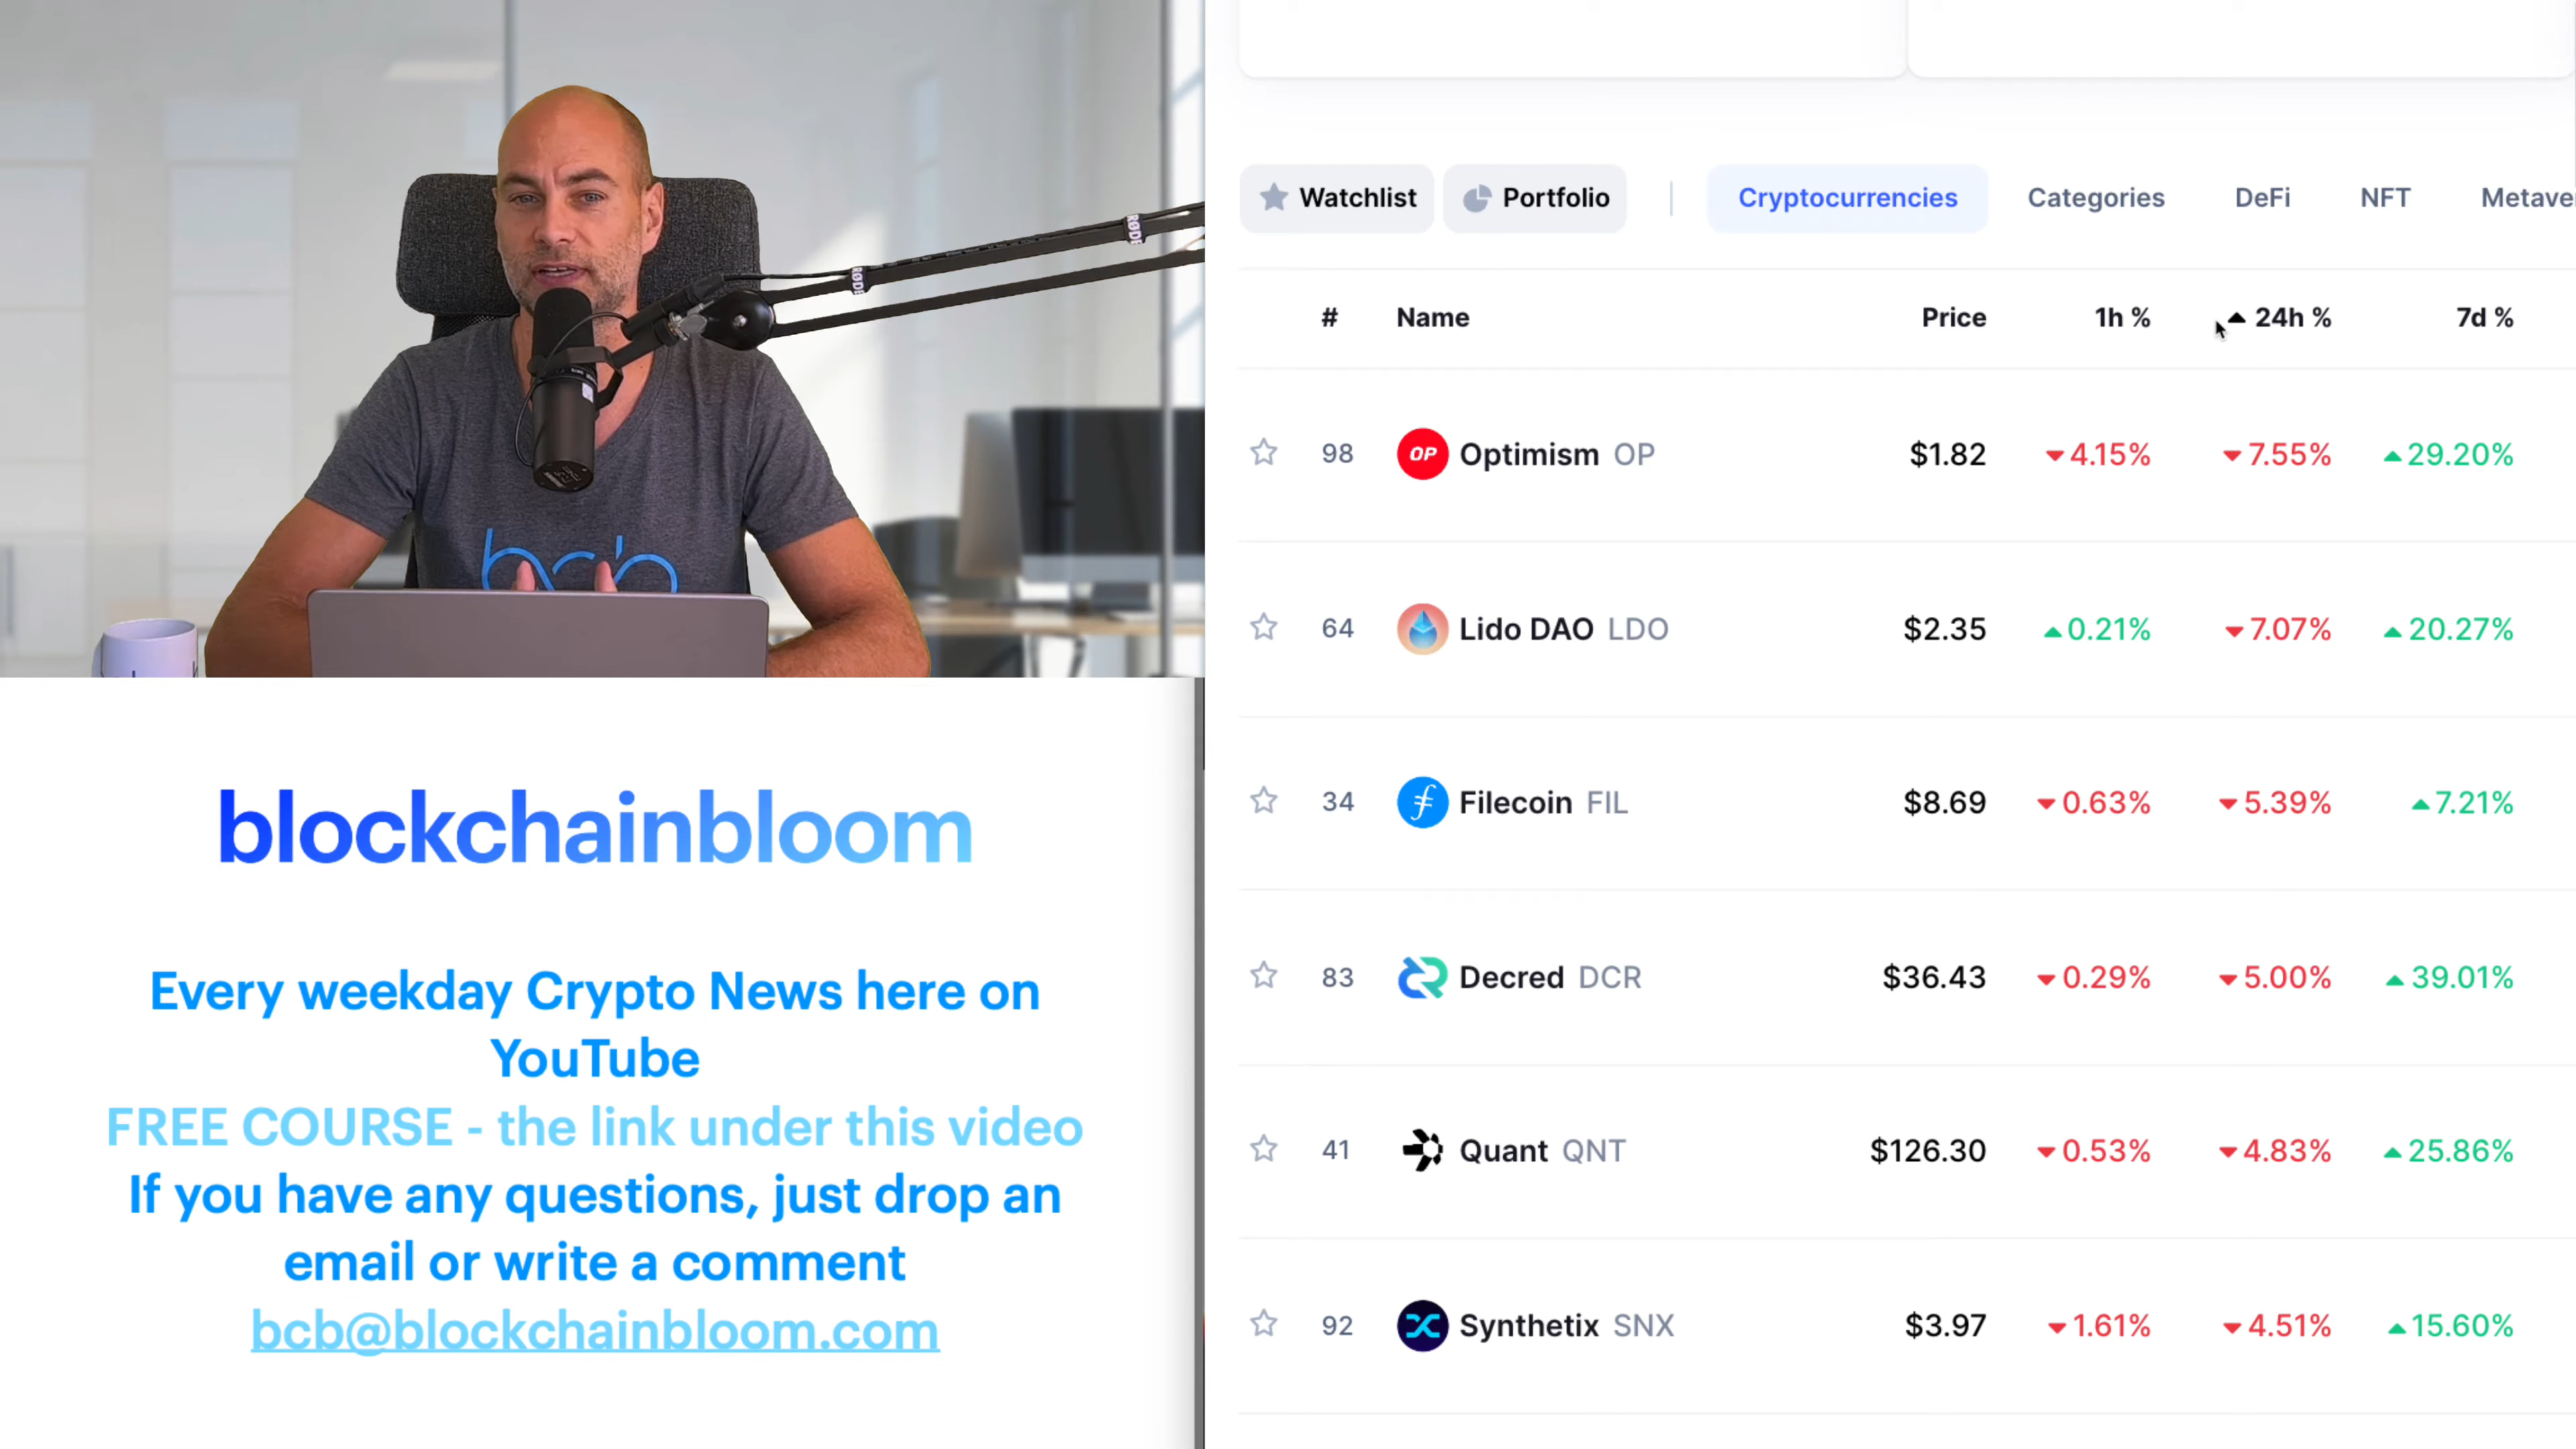 RØDE
RØDE
bcb
blockchainbloom
Every weekday Crypto News here on
YouTube
FREE COURSE - the link under this video
If you have any questions, just drop an
email or write a comment
bcb@blockchainbloom.com
Watchlist Portfolio Cryptocurrencies Categories DeFi NFT Metave
# Name Price 1h % 24h % 7d %
98 OP Optimism OP $1.82 4.15% 7.55% 29.20%
64 Lido DAO LDO $2.35 0.21% 7.07% 20.27%
34 Filecoin FIL $8.69 0.63% 5.39% 7.21%
83 Decred DCR $36.43 0.29% 5.00% 39.01%
41 Quant QNT $126.30 0.53% 4.83% 25.86%
92 Synthetix SNX $3.97 1.61% 4.51% 15.60%